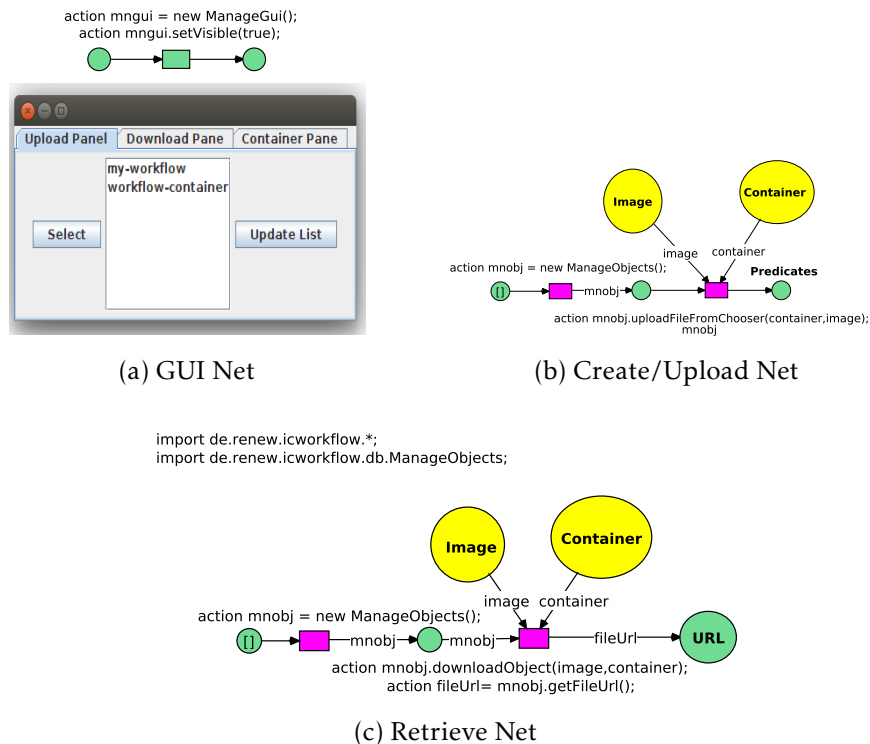 action mngui = new ManageGui();
action mngui.setVisible(true);
Upload Panel
Download Pane
Container Pane
my-workflow
workflow-container
Select
Update List
(a) GUI Net
Image
Container
image
container
action mnobj = new ManageObjects();
Predicates
[]
mnobj
action mnobj.uploadFileFromChooser(container,image);
mnobj
(b) Create/Upload Net
import de.renew.icworkflow.*;
import de.renew.icworkflow.db.ManageObjects;
Image
Container
image
container
action mnobj = new ManageObjects();
[]
mnobj
mnobj
fileUrl
URL
action mnobj.downloadObject(image,container);
action fileUrl= mnobj.getFileUrl();
(c) Retrieve Net